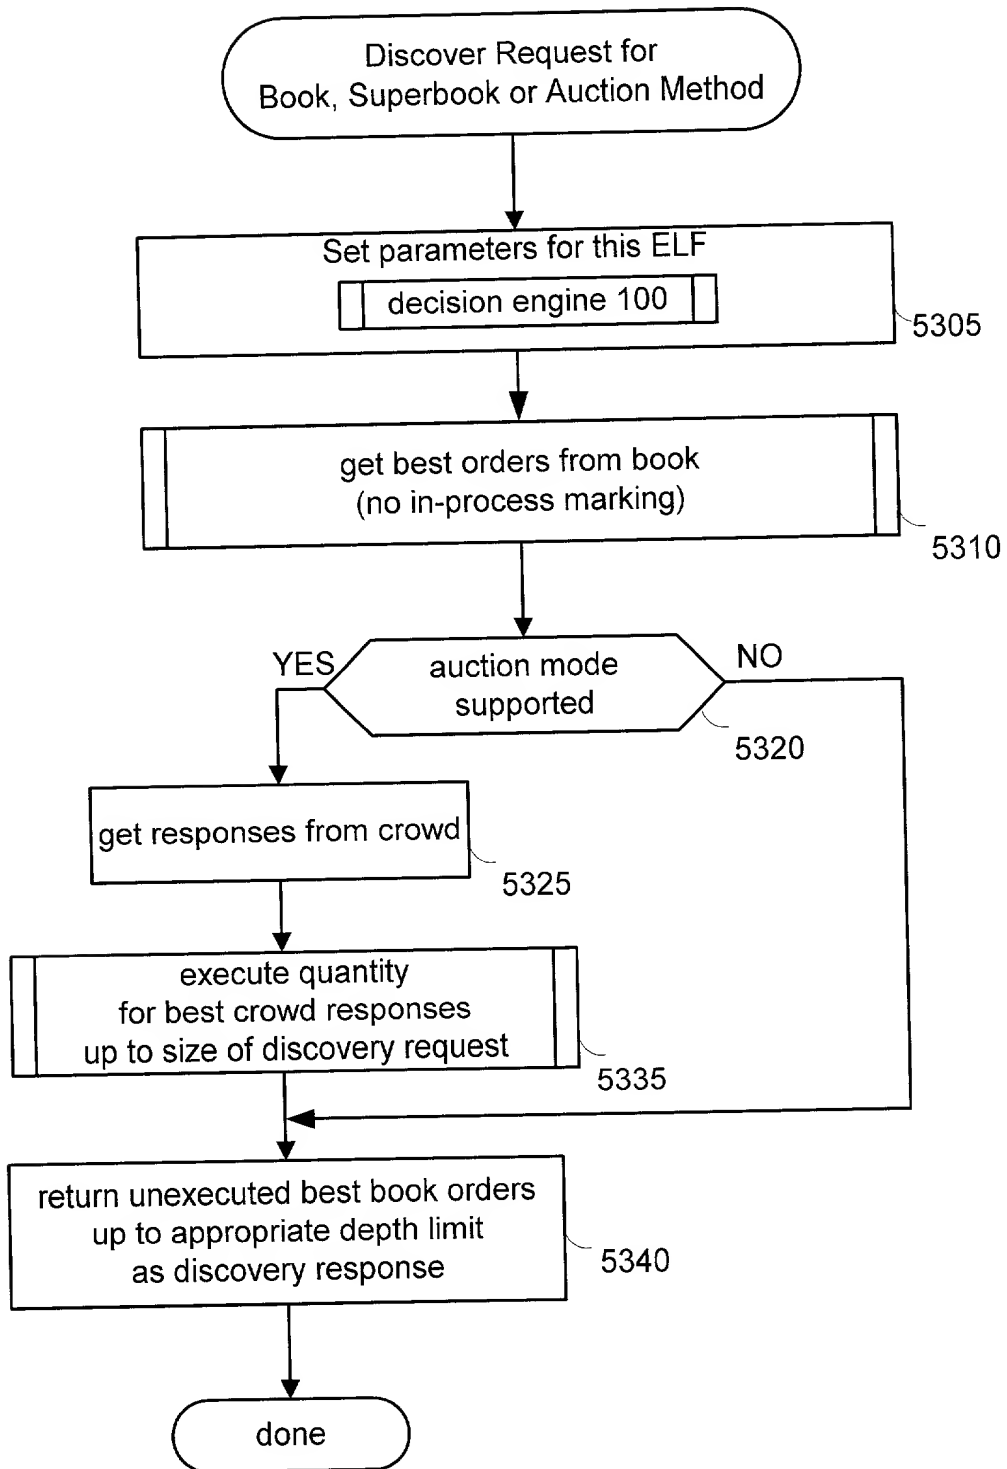 Discover Request for
Book, Superbook or Auction Method
Set parameters for this ELF
decision engine 100
5305
get best orders from book
(no in-process marking)
5310
YES
auction mode
supported
NO
5320
get responses from crowd
5325
execute quantity
for best crowd responses
up to size of discovery request
5335
return unexecuted best book orders
up to appropriate depth limit
as discovery response
5340
done